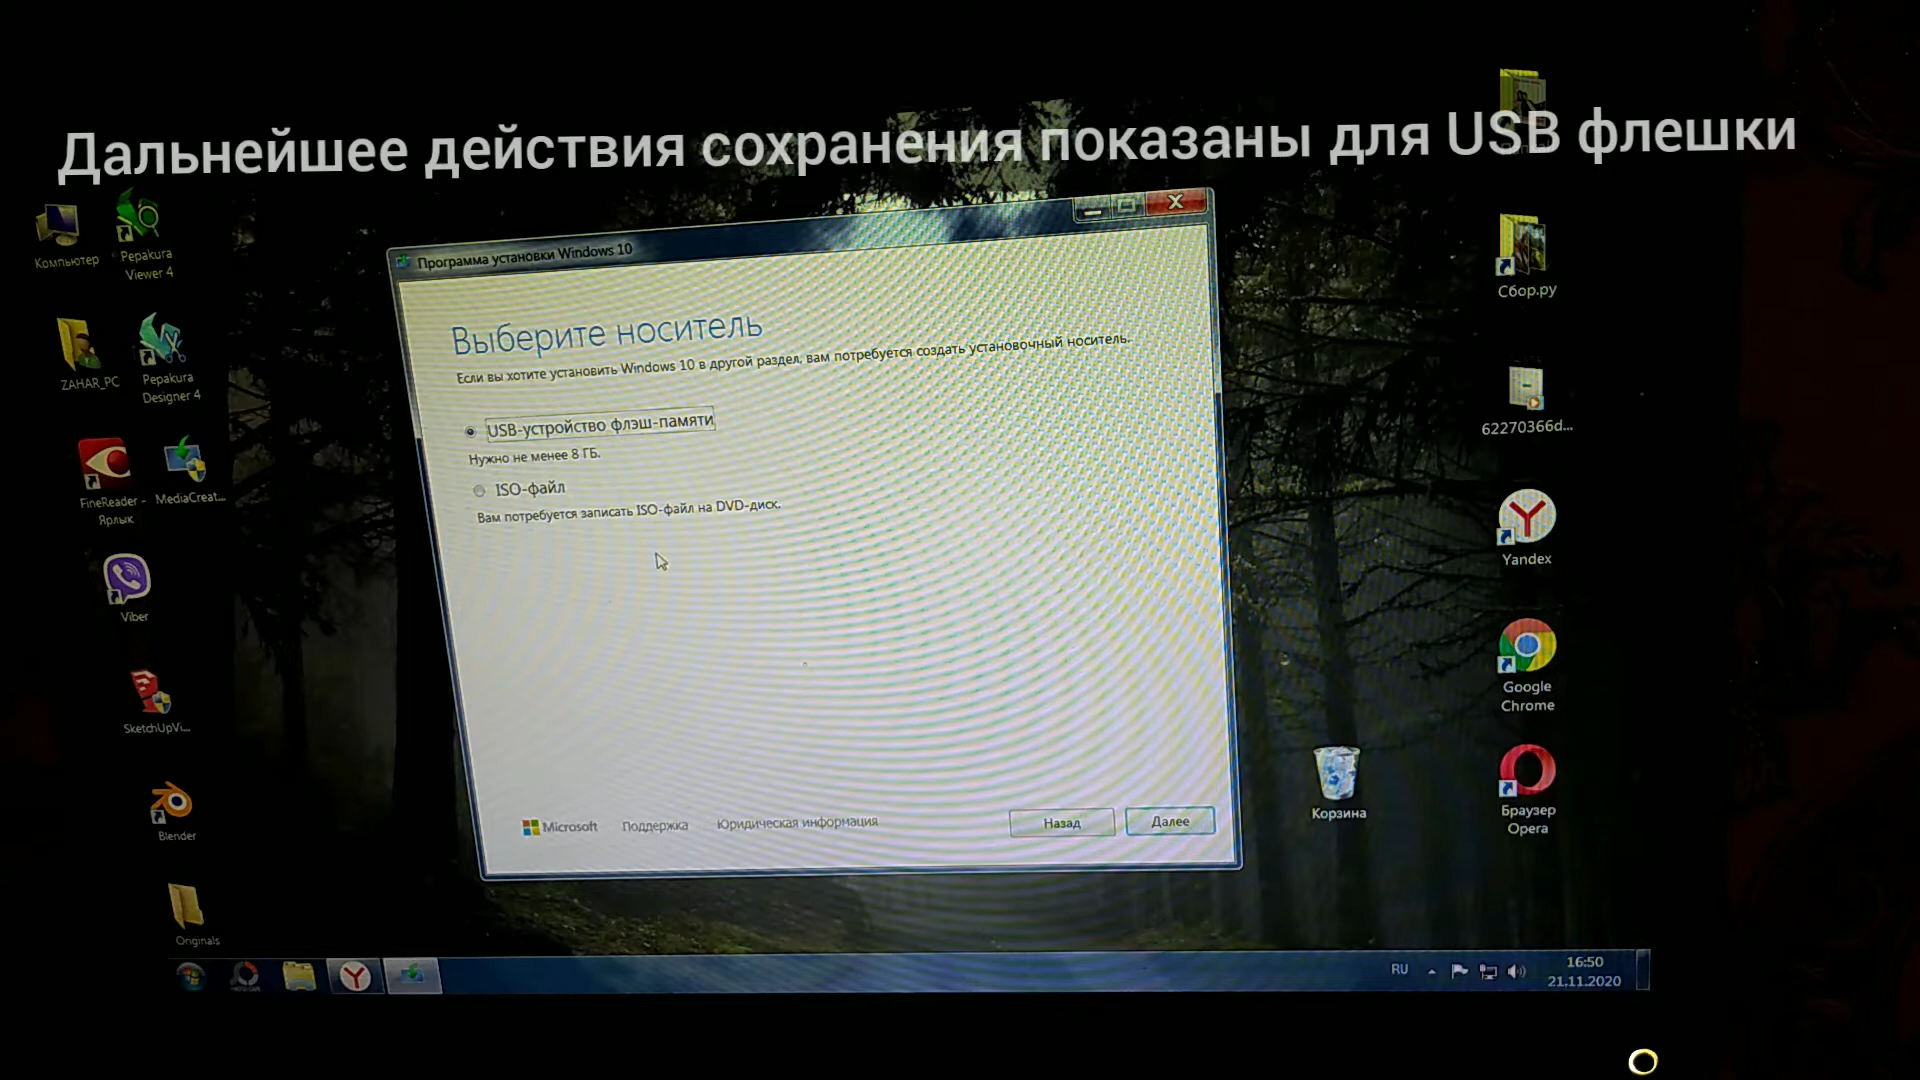 Дальнейшее действия сохранения показаны для USB флешки
Компьютер
Pepakura
Viewer 4
ZAHAR_PC
Pepakura
Designer 4
FineReader -
Ярлык
MediaCreat...
Viber
SketchUpVi...
Blender
Originals
Программа установки Windows 10
Выберите носитель
Если вы хотите установить Windows 10 в другой раздел, вам потребуется создать установочный носитель.
USB-устройство флэш-памяти
Нужно не менее 8 ГБ.
ISO-файл
Вам потребуется записать ISO-файл на DVD-диск.
Microsoft
Поддержка
Юридическая информация
Назад
Далее
Сбор.py
62270366d...
Yandex
Google
Chrome
Корзина
Браузер
Opera
RU
16:50
21.11.2020